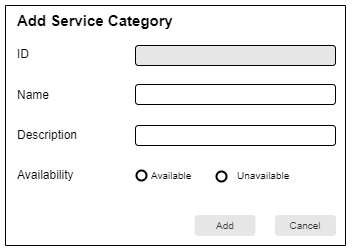 Add Service Category
ID
Name
Description
Availability
Available
Unavailable
Add
Cancel